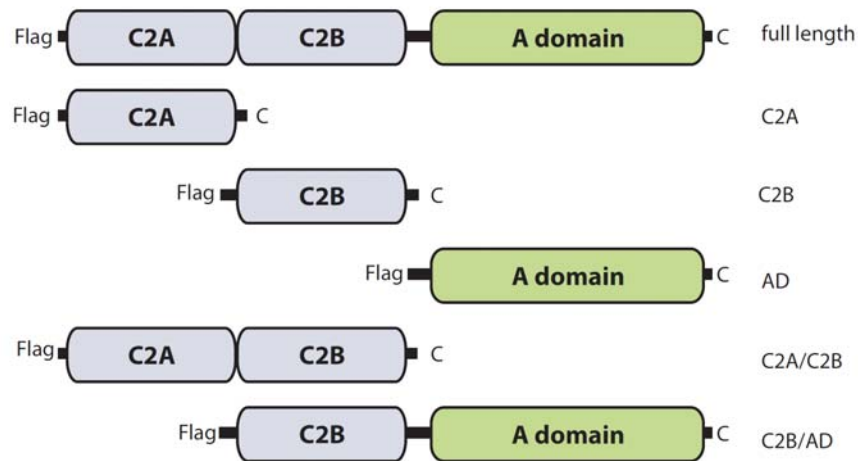 Flag C2A C2B A domain C full length
Flag C2A C C2A
Flag C2B C C2B
Flag A domain C AD
Flag C2A C2B C C2A/C2B
Flag C2B A domain C C2B/AD